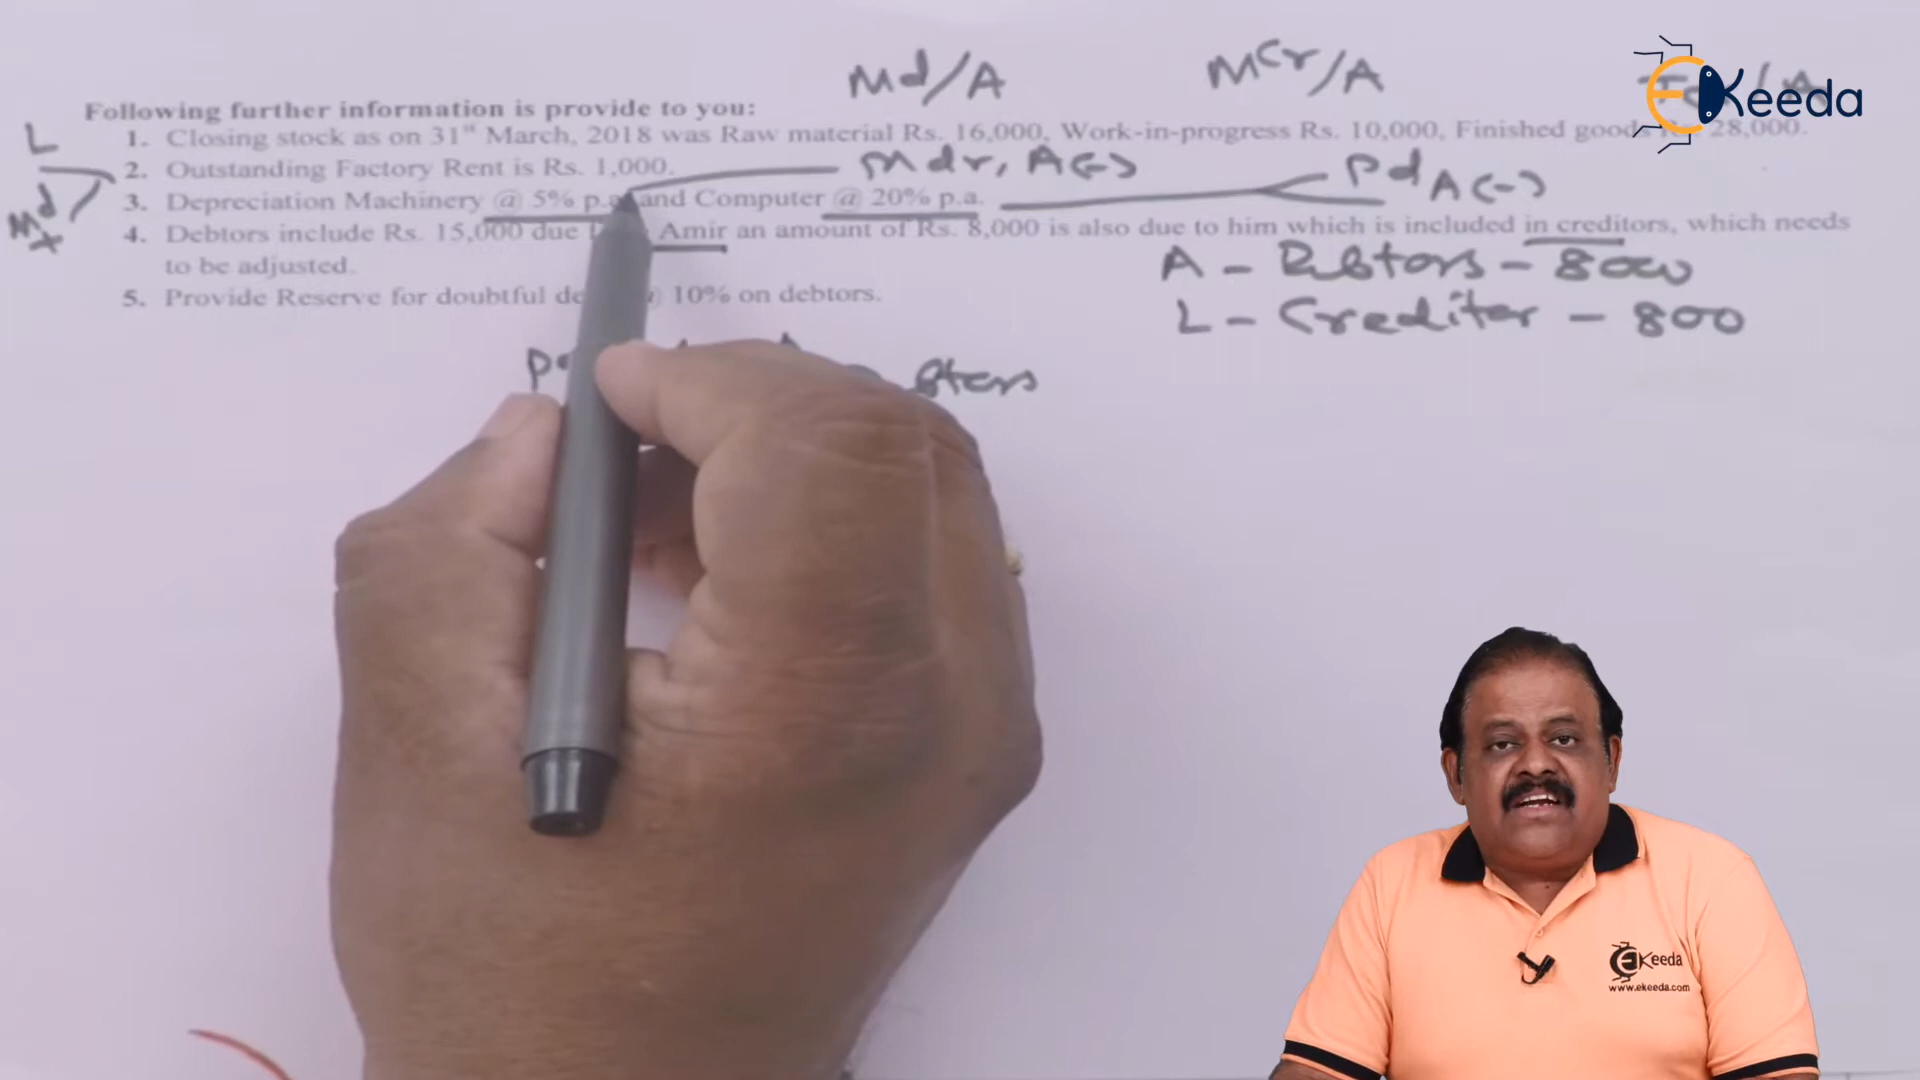 Md/A MCr/A
Keeda
Following further information is provide to you:
1. Closing stock as on 31st March, 2018 was Raw material Rs. 16,000, Work-in-progress Rs. 10,000, Finished goods 28,000.
L
2. Outstanding Factory Rent is Rs. 1,000.
Mdr, A(-) Pd A(-)
Md
3. Depreciation Machinery @ 5% and Computer @ 20% p.a.
4. Debtors include Rs. 15,000 due Amir an amount of Rs. 8,000 is also due to him which is included in creditors, which needs
to be adjusted.
A - Debtors - 8000
5. Provide Reserve for doubtful 10% on debtors.
L - Creditor - 800
EKeeda
www.ekeeda.com